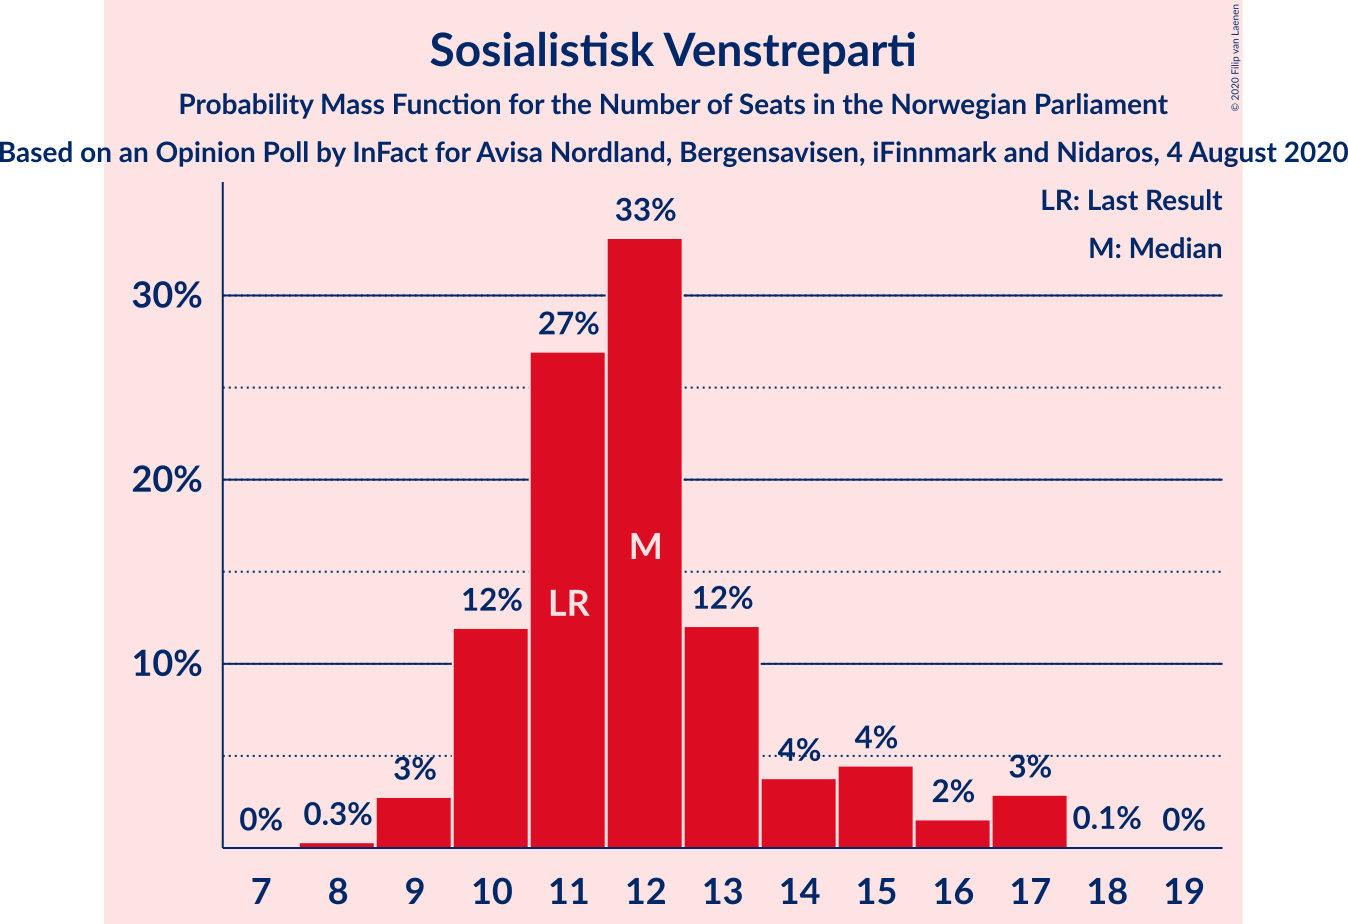 Sosialistisk Venstreparti
Probability Mass Function for the Number of Seats in the Norwegian Parliament
Based on an Opinion Poll by InFact for Avisa Nordland, Bergensavisen, iFinnmark and Nidaros, 4 August 2020
© 2020 Filip van Laenen
LR: Last Result
M: Median
30%
20%
10%
0%
0.3%
3%
12%
27%
33%
12%
4%
4%
2%
3%
0.1%
0%
LR
M
7 8 9 10 11 12 13 14 15 16 17 18 19